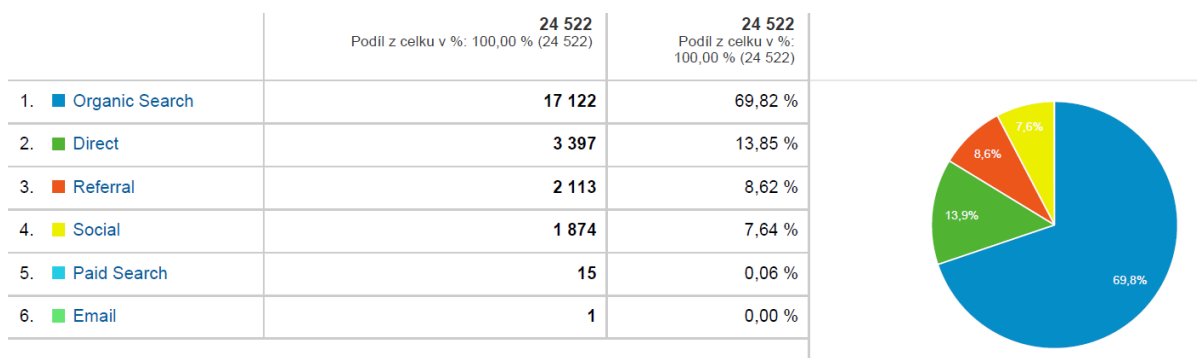 24 522
Podíl z celku v %: 100,00 % (24 522)
24 522
Podíl z celku v %:
100,00 % (24 522)
1. Organic Search 17 122 69,82 %
2. Direct 3 397 13,85 %
3. Referral 2 113 8,62 %
4. Social 1 874 7,64 %
5. Paid Search 15 0,06 %
6. Email 1 0,00 %
7,6%
8,6%
13,9%
69,8%